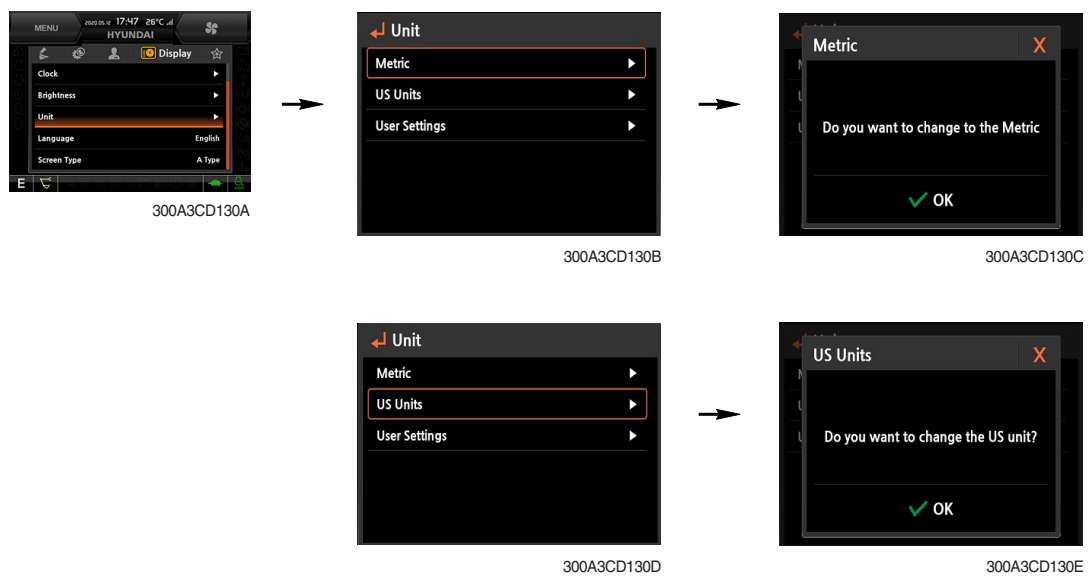 MENU
2020.05.12 17:47 26°C
HYUNDAI
Display
Clock
Brightness
Unit
Language English
Screen Type A Type
E
300A3CD130A
Unit
Metric
US Units
User Settings
300A3CD130B
Metric X
Do you want to change to the Metric
OK
300A3CD130C
Unit
Metric
US Units
User Settings
300A3CD130D
US Units X
Do you want to change the US unit?
OK
300A3CD130E